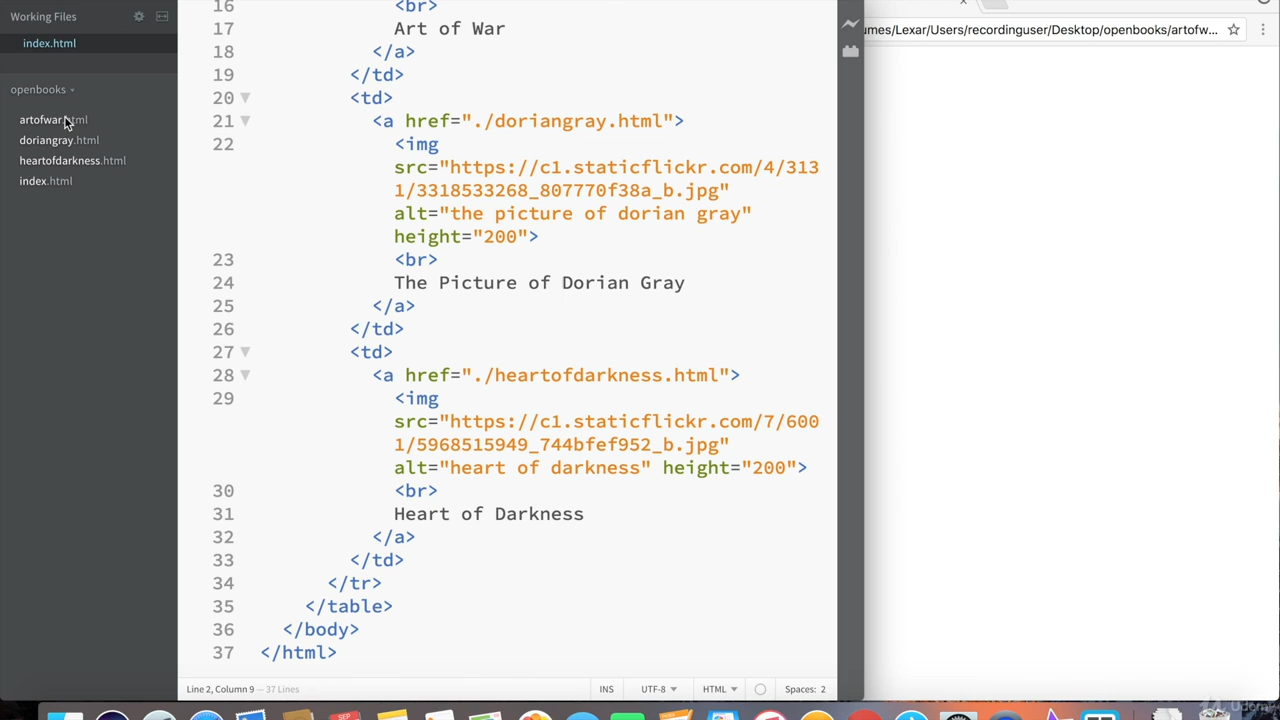 Working Files
index.html
openbooks
artofwar.html
doriangray.html
heartofdarkness.html
index.html
16 <br>
17 Art of War
18 </a>
19 </td>
20 <td>
21 <a href="./doriangray.html">
22 <img
src="https://c1.staticflickr.com/4/313
1/3318533268_807770f38a_b.jpg"
alt="the picture of dorian gray"
height="200">
23 <br>
24 The Picture of Dorian Gray
25 </a>
26 </td>
27 <td>
28 <a href="./heartofdarkness.html">
29 <img
src="https://c1.staticflickr.com/7/600
1/5968515949_744bfef952_b.jpg"
alt="heart of darkness" height="200">
30 <br>
31 Heart of Darkness
32 </a>
33 </td>
34 </tr>
35 </table>
36 </body>
37 </html>
Line 2, Column 9 — 37 Lines
INS UTF-8 HTML Spaces: 2
umes/Lexar/Users/recordinguser/Desktop/openbooks/artofw...
SEP
Udemy